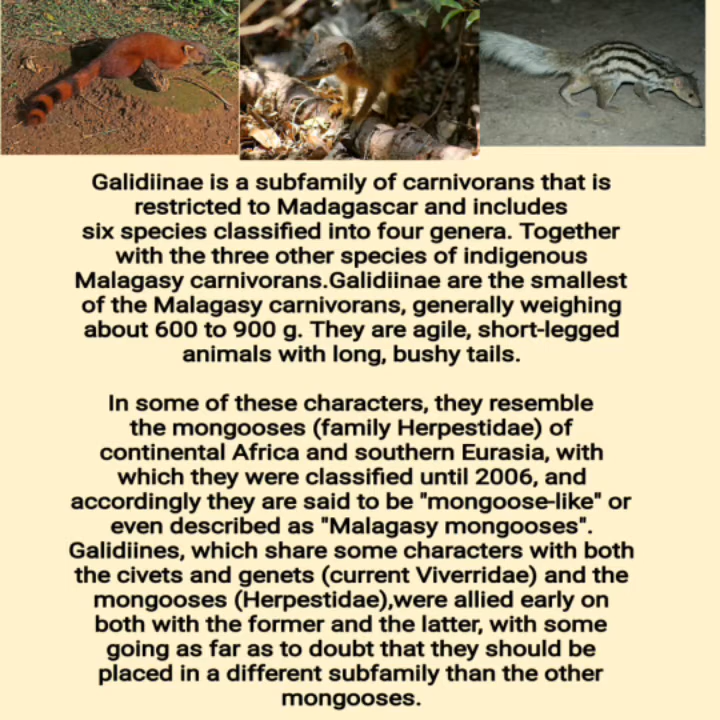 Galidiinae is a subfamily of carnivorans that is
restricted to Madagascar and includes
six species classified into four genera. Together
with the three other species of indigenous
Malagasy carnivorans.Galidiinae are the smallest
of the Malagasy carnivorans, generally weighing
about 600 to 900 g. They are agile, short-legged
animals with long, bushy tails.
In some of these characters, they resemble
the mongooses (family Herpestidae) of
continental Africa and southern Eurasia, with
which they were classified until 2006, and
accordingly they are said to be "mongoose-like" or
even described as "Malagasy mongooses".
Galidiines, which share some characters with both
the civets and genets (current Viverridae) and the
mongooses (Herpestidae),were allied early on
both with the former and the latter, with some
going as far as to doubt that they should be
placed in a different subfamily than the other
mongooses.